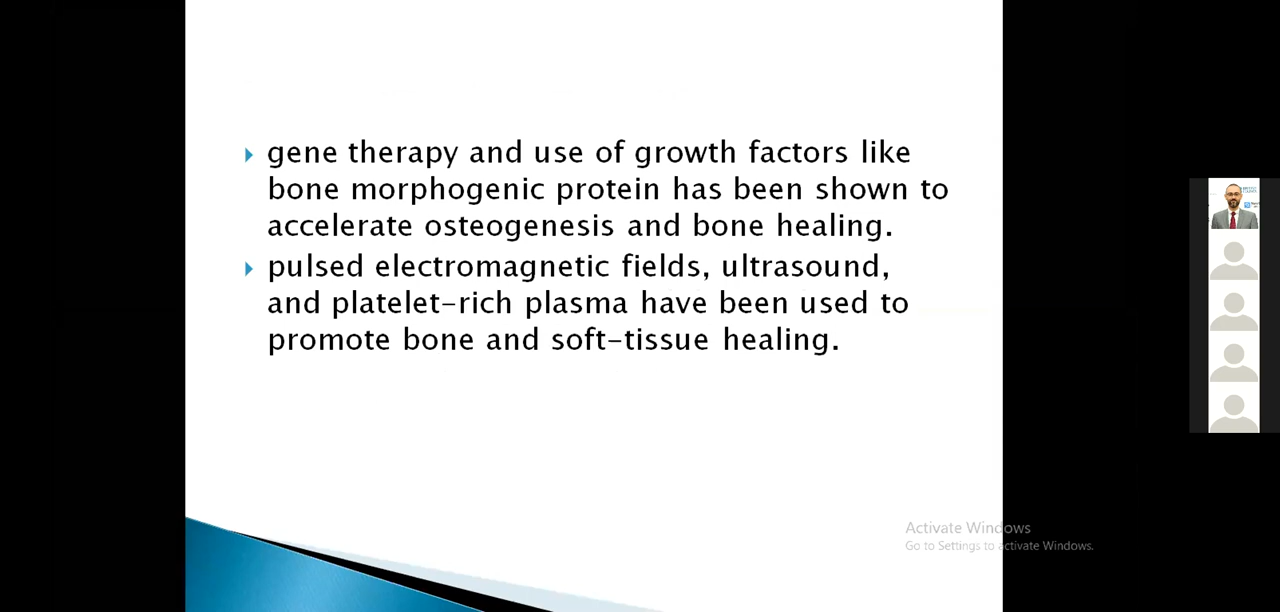 gene therapy and use of growth factors like
bone morphogenic protein has been shown to
accelerate osteogenesis and bone healing.
pulsed electromagnetic fields, ultrasound,
and platelet-rich plasma have been used to
promote bone and soft-tissue healing.
Activate Windows
Go to Settings to activate Windows.